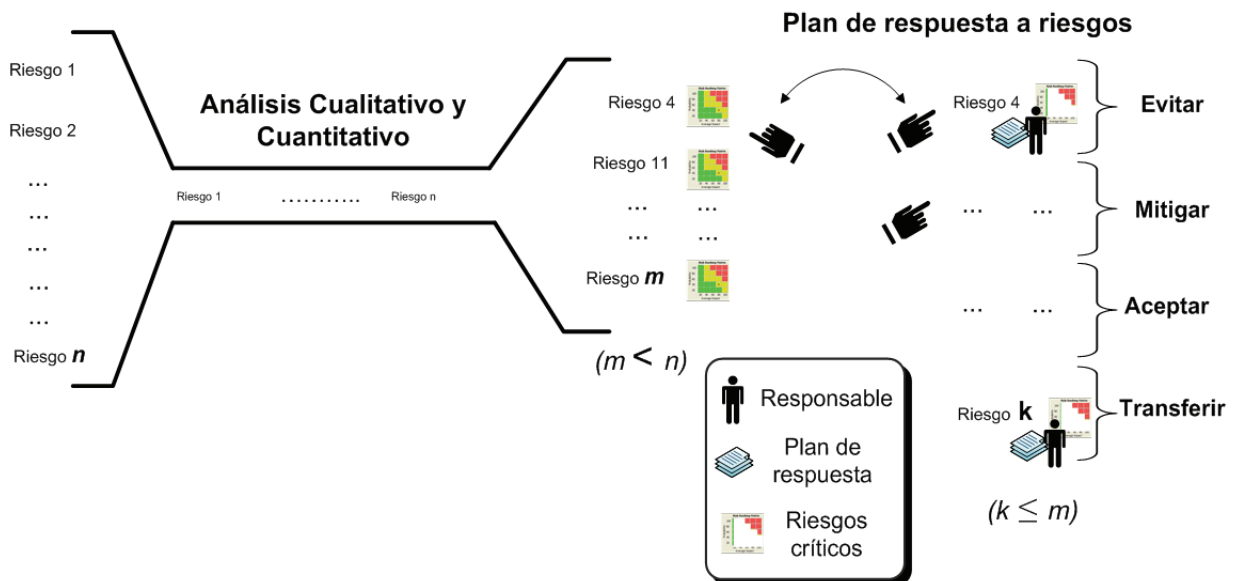 Plan de respuesta a riesgos
Riesgo 1
Riesgo 2
...
...
...
...
...
Riesgo n
Análisis Cualitativo y
Cuantitativo
Riesgo 1 ........... Riesgo n
Riesgo 4
Riesgo 11
... ...
... ...
Riesgo m
(m < n)
Riesgo 4
Evitar
... ...
Mitigar
... ...
Aceptar
Riesgo k
Transferir
(k ≤ m)
Responsable
Plan de
respuesta
Riesgos
críticos